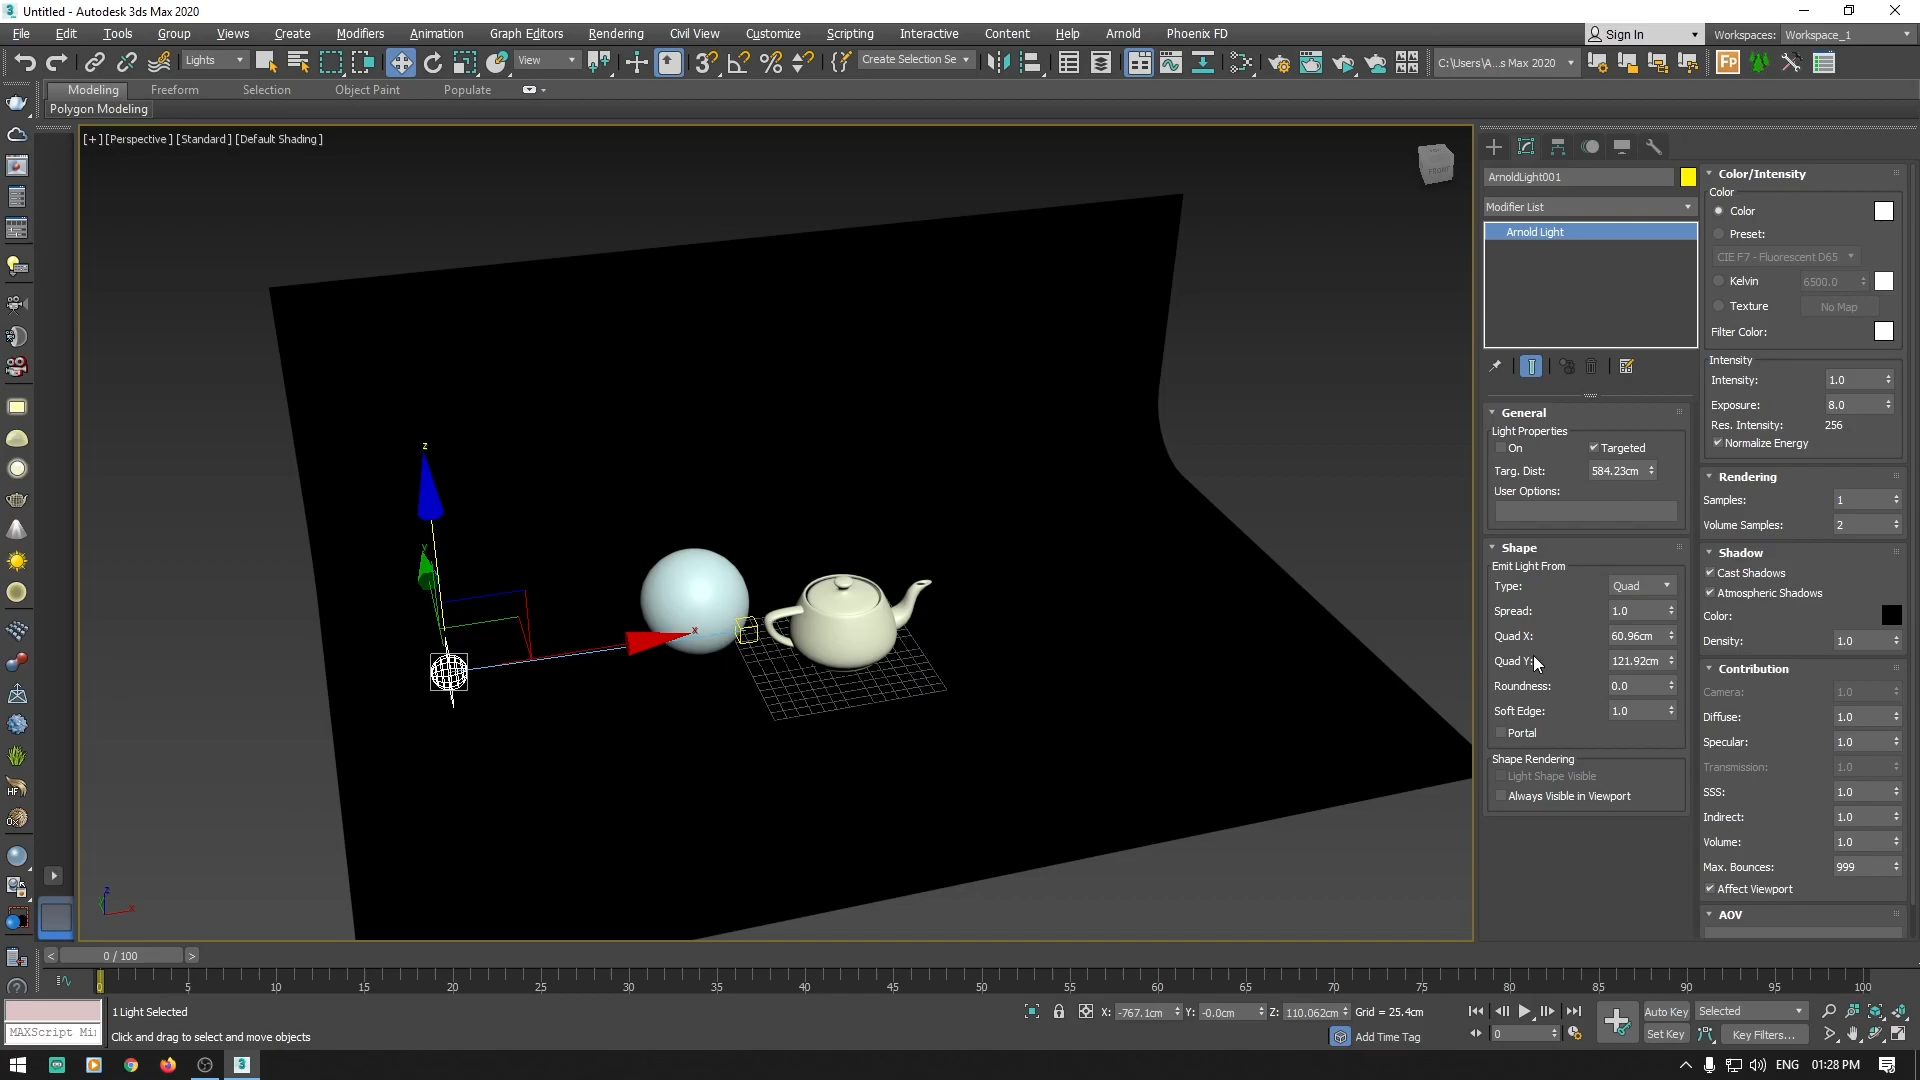 Untitled - Autodesk 3ds Max 2020
File Edit Tools Group Views Create Modifiers Animation Graph Editors Rendering Civil View Customize Scripting Interactive Content Help Arnold Phoenix FD
Sign In Workspaces: Workspace_1
Lights View Create Selection Se C:\Users\A...s Max 2020
Modeling Freeform Selection Object Paint Populate
Polygon Modeling
[+] [Perspective] [Standard] [Default Shading]
FRONT
z
y
x
z
x
ArnoldLight001
Modifier List
Arnold Light
General
Light Properties
On Targeted
Targ. Dist: 584.23cm
User Options:
Shape
Emit Light From
Type: Quad
Spread: 1.0
Quad X: 60.96cm
Quad Y: 121.92cm
Roundness: 0.0
Soft Edge: 1.0
Portal
Shape Rendering
Light Shape Visible
Always Visible in Viewport
Color/Intensity
Color
Color
Preset:
CIE F7 - Fluorescent D65
Kelvin 6500.0
Texture No Map
Filter Color:
Intensity
Intensity: 1.0
Exposure: 8.0
Res. Intensity: 256
Normalize Energy
Rendering
Samples: 1
Volume Samples: 2
Shadow
Cast Shadows
Atmospheric Shadows
Color:
Density: 1.0
Contribution
Camera: 1.0
Diffuse: 1.0
Specular: 1.0
Transmission: 1.0
SSS: 1.0
Indirect: 1.0
Volume: 1.0
Max. Bounces: 999
Affect Viewport
AOV
< 0 / 100 >
0 5 10 15 20 25 30 35 40 45 50 55 60 65 70 75 80 85 90 95 100
1 Light Selected X: -767.1cm Y: -0.0cm Z: 110.062cm Grid = 25.4cm Auto Key Selected
MAXScript Mi Click and drag to select and move objects Add Time Tag 0 Set Key Key Filters...
ENG 01:28 PM